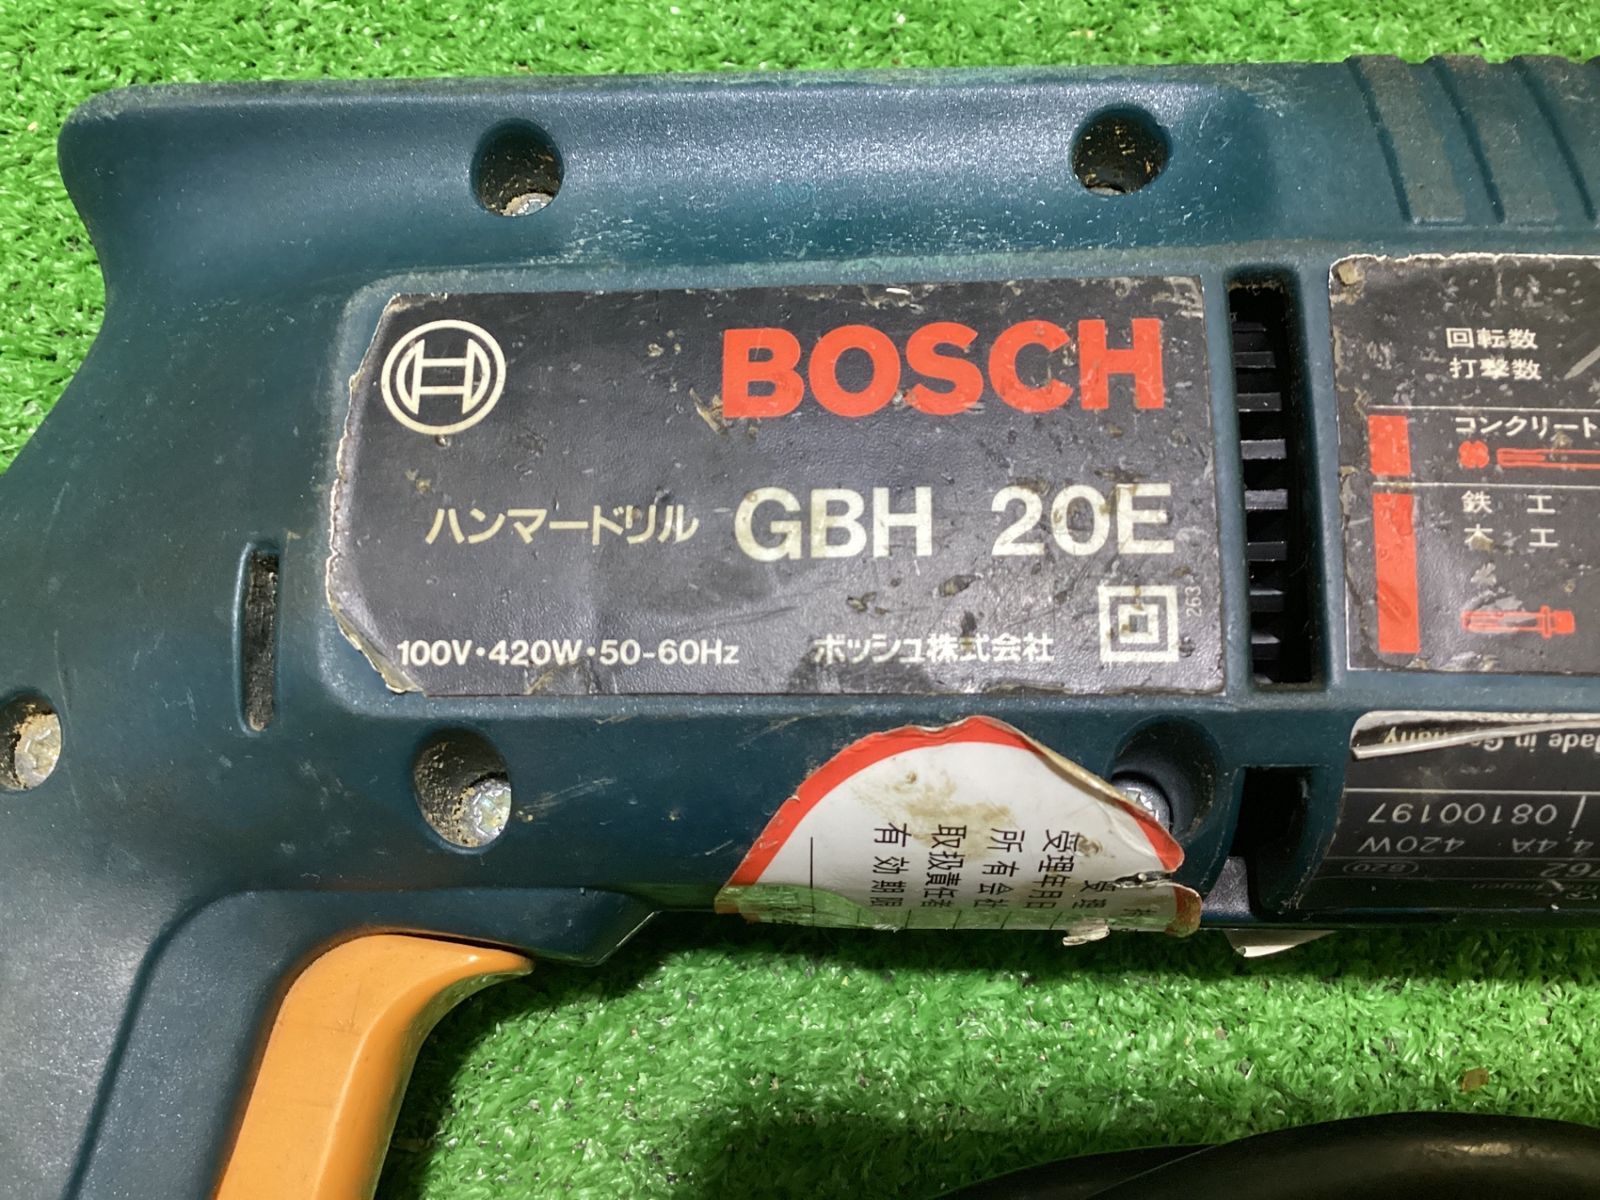 BOSCH
ハンマードリル GBH 20E
263
100V・420W・50-60Hz ボッシュ株式会社
回転数
打撃数
コンクリート
鉄 工
木 工
受理年月日
所有会社
取扱責任者
有効期限
Made in Germany
08100197
4,4A 420W
620